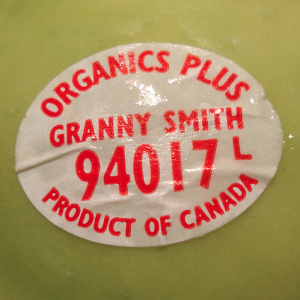 ORGANICS PLUS
GRANNY SMITH
94017 L
PRODUCT OF CANADA